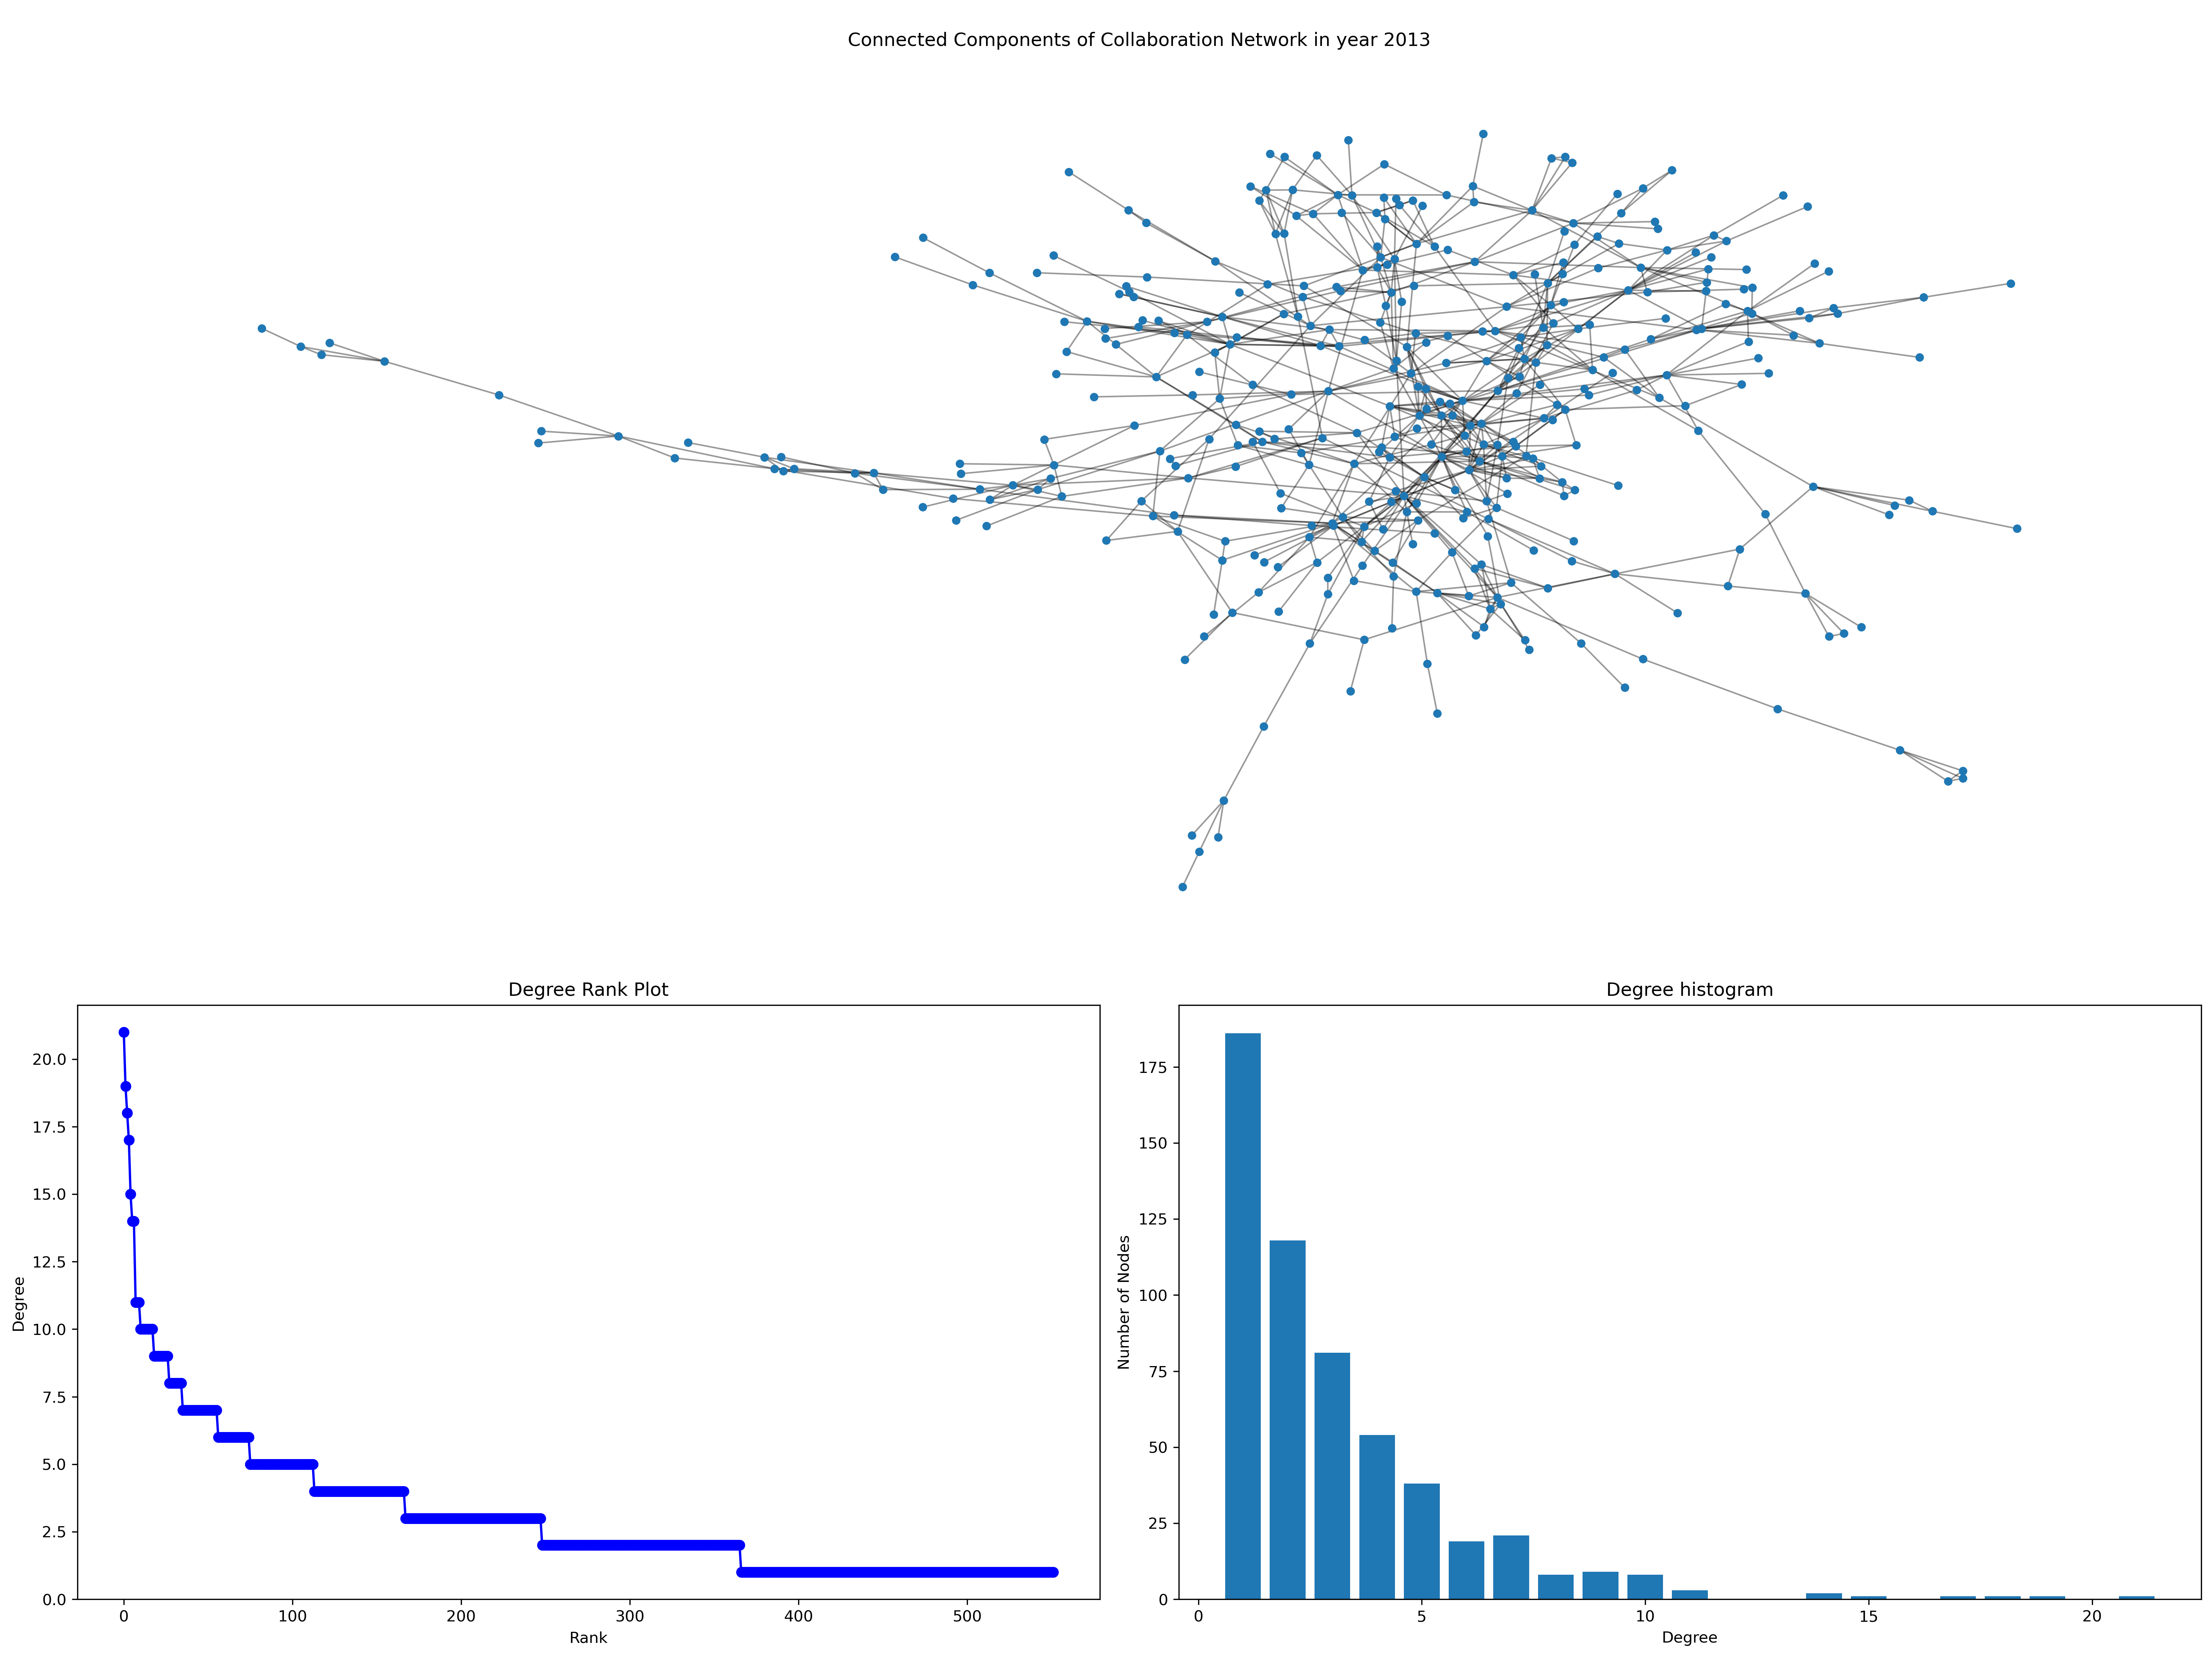 Connected Components of Collaboration Network in year 2013
Degree Rank Plot
20.0
17.5
15.0
12.5
10.0
7.5
5.0
2.5
0.0
Degree
0 100 200 300 400 500
Rank
Degree histogram
175
150
125
100
75
50
25
0
Number of Nodes
0 5 10 15 20
Degree